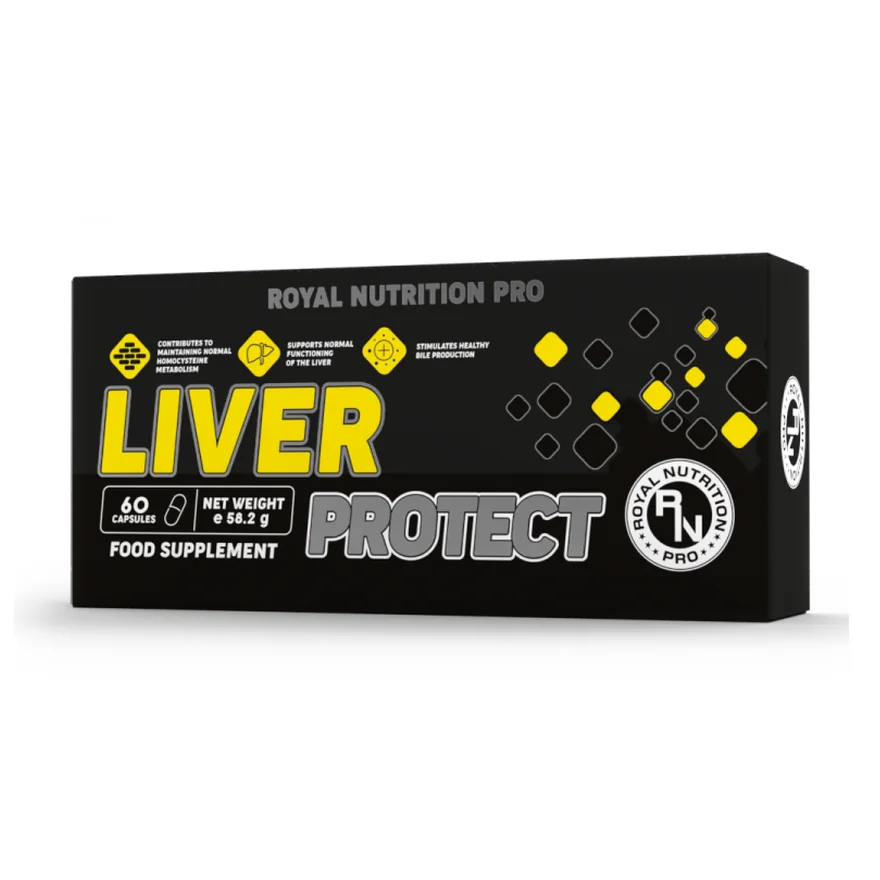 ROYAL NUTRITION PRO
CONTRIBUTES TO
MAINTAINING NORMAL
HOMOCYSTEINE
METABOLISM
SUPPORTS NORMAL
FUNCTIONING
OF THE LIVER
STIMULATES HEALTHY
BILE PRODUCTION
LIVER
PROTECT
60
CAPSULES
NET WEIGHT
e 58.2 g
FOOD SUPPLEMENT
ROYAL NUTRITION
RN
PRO